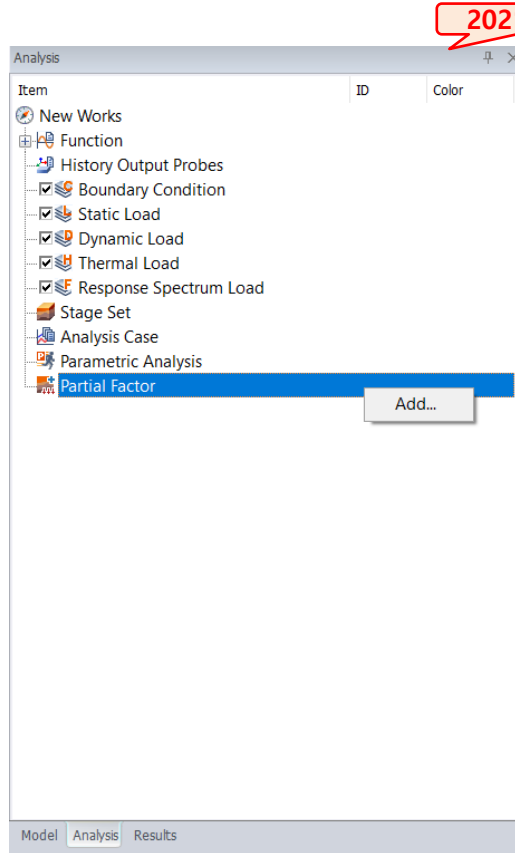 202
Analysis
Item ID Color
New Works
Function
History Output Probes
Boundary Condition
Static Load
Dynamic Load
Thermal Load
Response Spectrum Load
Stage Set
Analysis Case
Parametric Analysis
Partial Factor
Add...
Model Analysis Results